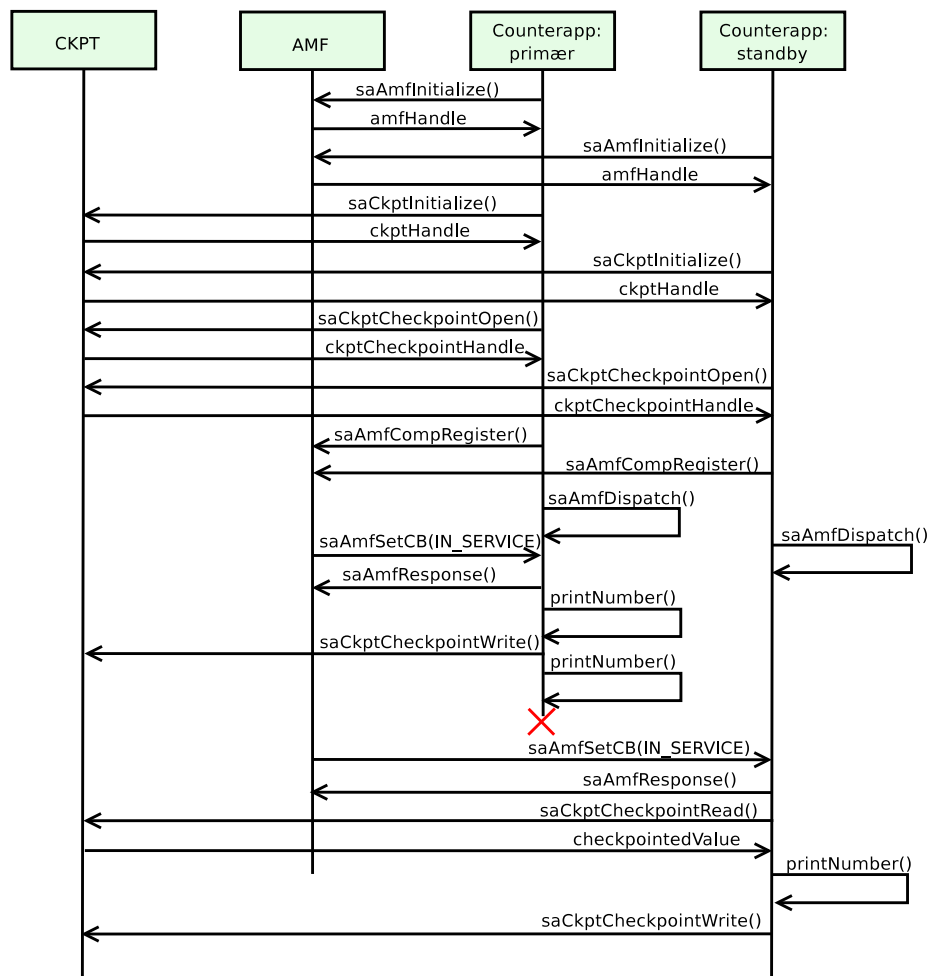 CKPT
AMF
Counterapp:
primær
Counterapp:
standby
saAmfInitialize()
amfHandle
saAmfInitialize()
amfHandle
saCkptInitialize()
ckptHandle
saCkptInitialize()
ckptHandle
saCkptCheckpointOpen()
ckptCheckpointHandle
saCkptCheckpointOpen()
ckptCheckpointHandle
saAmfCompRegister()
saAmfCompRegister()
saAmfDispatch()
saAmfDispatch()
saAmfSetCB(IN_SERVICE)
saAmfResponse()
printNumber()
saCkptCheckpointWrite()
printNumber()
saAmfSetCB(IN_SERVICE)
saAmfResponse()
saCkptCheckpointRead()
checkpointedValue
printNumber()
saCkptCheckpointWrite()